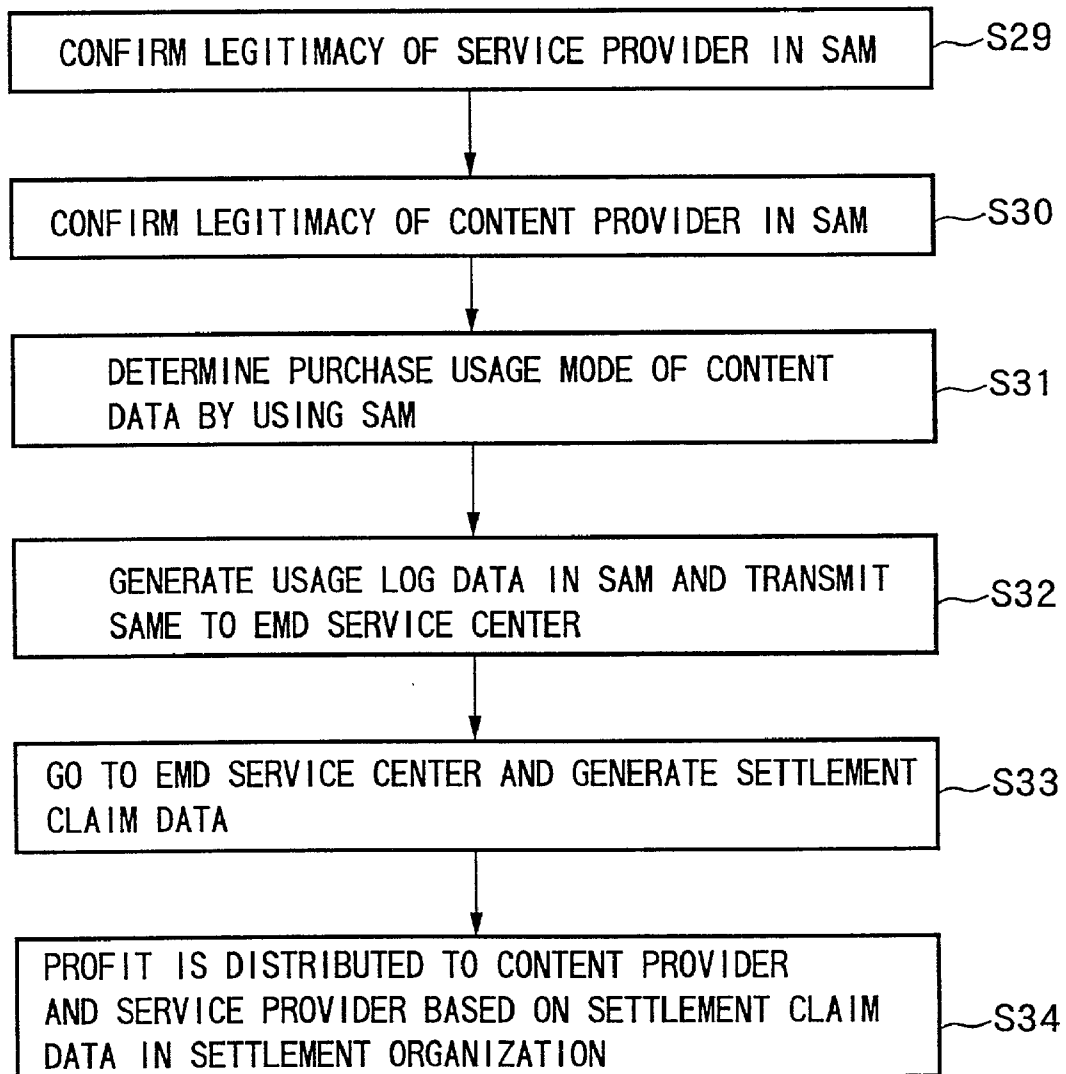 CONFIRM LEGITIMACY OF SERVICE PROVIDER IN SAM
S29
CONFIRM LEGITIMACY OF CONTENT PROVIDER IN SAM
S30
DETERMINE PURCHASE USAGE MODE OF CONTENT
DATA BY USING SAM
S31
GENERATE USAGE LOG DATA IN SAM AND TRANSMIT
SAME TO EMD SERVICE CENTER
S32
GO TO EMD SERVICE CENTER AND GENERATE SETTLEMENT
CLAIM DATA
S33
PROFIT IS DISTRIBUTED TO CONTENT PROVIDER
AND SERVICE PROVIDER BASED ON SETTLEMENT CLAIM
DATA IN SETTLEMENT ORGANIZATION
S34